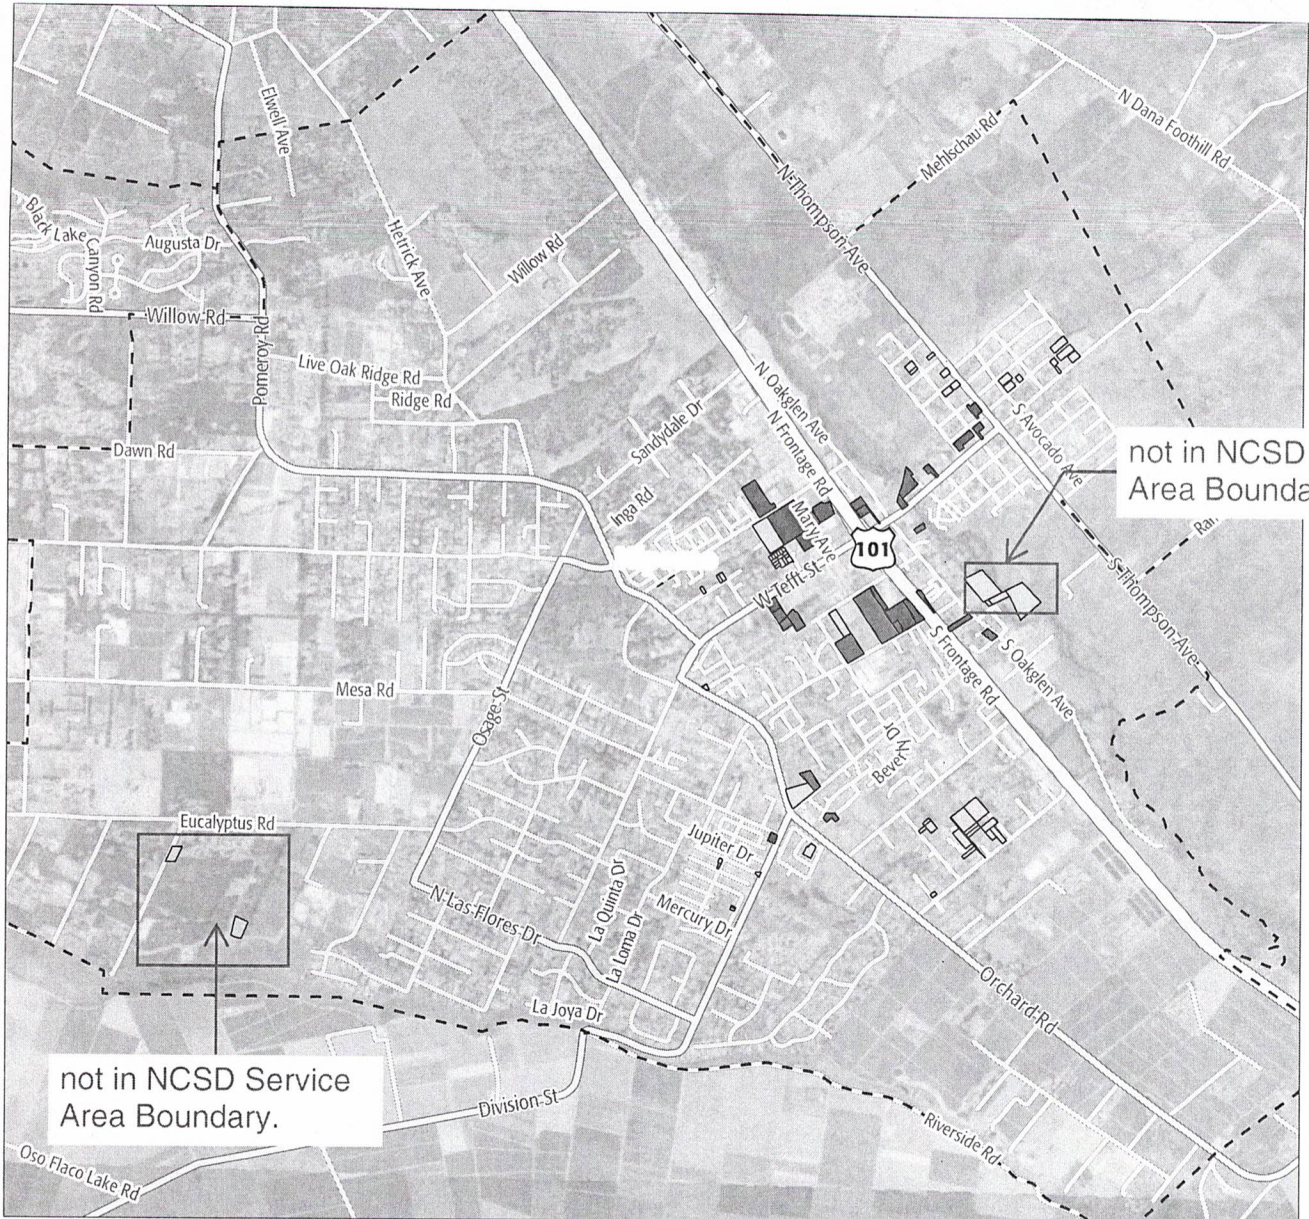 Elwell Ave
N Dana Foothill Rd
Mehlschau Rd
N Thompson Ave
Black Lake
Canyon Rd
Augusta Dr
Hetrick Ave
Willow Rd
Willow Rd
Pomeroy Rd
Live Oak Ridge Rd
Ridge Rd
N Oakglen Ave
N Frontage Rd
Sandydale Dr
S Avocado Ave
Dawn Rd
not in NCSD
Inga Rd
Mary Ave
101
W Tefft St
S Thompson Ave
S Oakglen Ave
S Frontage Rd
Mesa Rd
Osage St
Eucalyptus Rd
Jupiter Dr
La Quinta Dr
La Loma Dr
Mercury Dr
N Las Flores Dr
Orchard Rd
La Joya Dr
not in NCSD Service
Area Boundary.
Division St
Riverside Rd
Oso Flaco Lake Rd